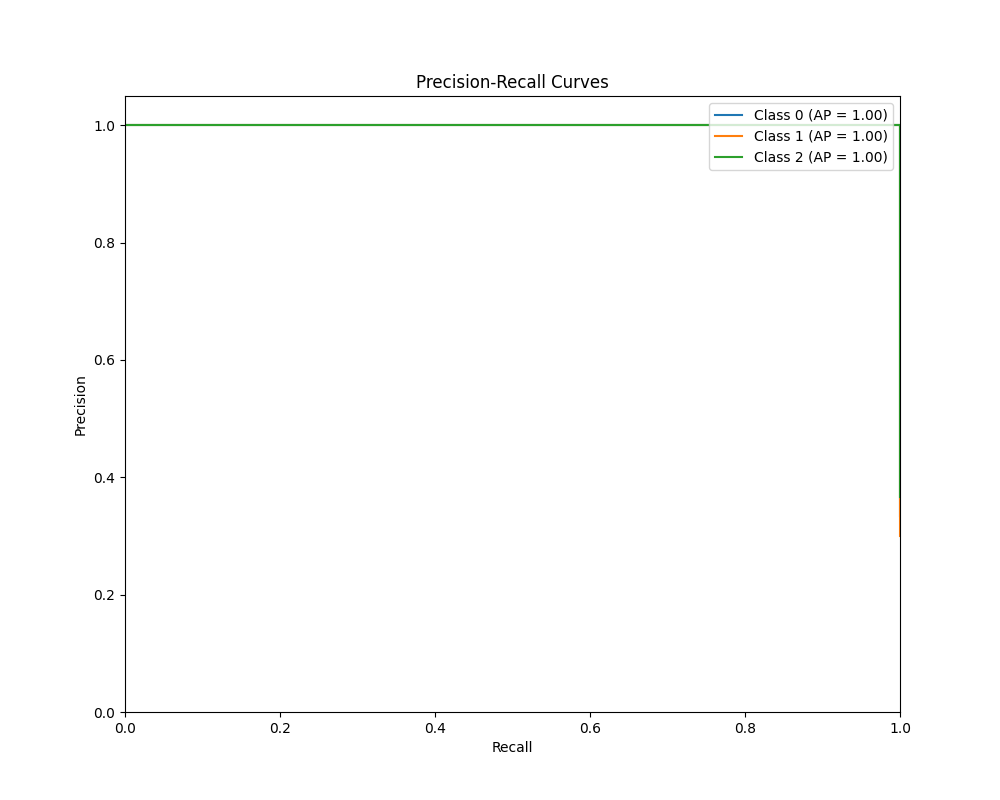 Precision-Recall Curves
Class 0 (AP = 1.00)
Class 1 (AP = 1.00)
Class 2 (AP = 1.00)
1.0
0.8
0.6
0.4
0.2
0.0
Precision
0.0 0.2 0.4 0.6 0.8 1.0
Recall